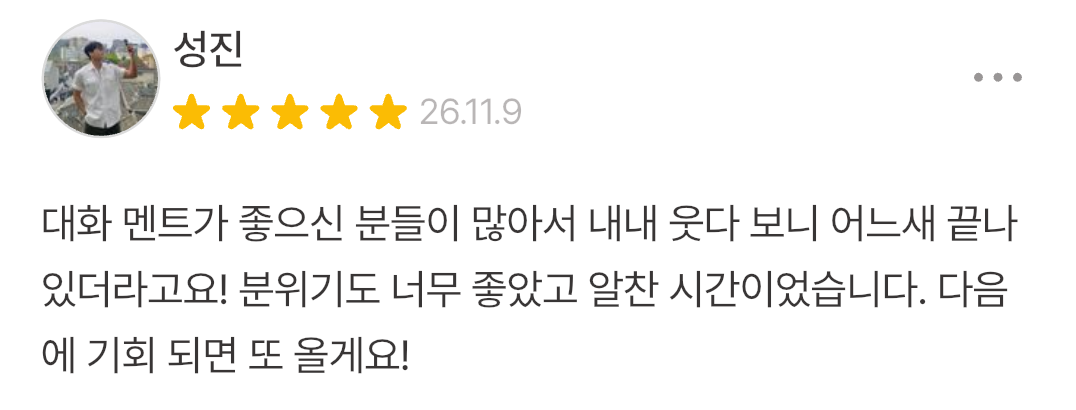 성진
26.11.9
대화 멘트가 좋으신 분들이 많아서 내내 웃다 보니 어느새 끝나
있더라고요! 분위기도 너무 좋았고 알찬 시간이었습니다. 다음
에 기회 되면 또 올게요!